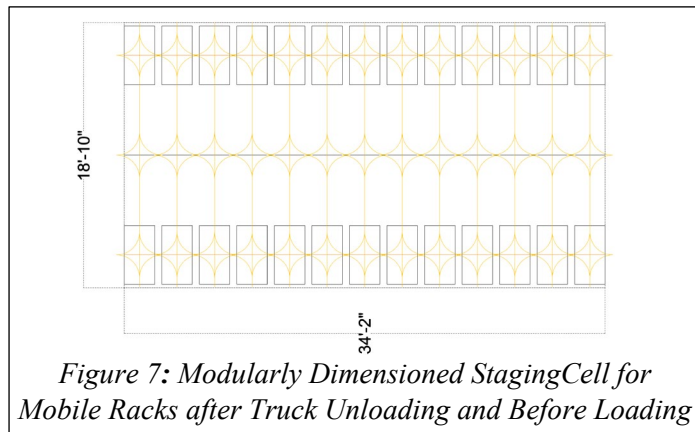 18'-10"
34'-2"
Figure 7: Modularly Dimensioned StagingCell for
Mobile Racks after Truck Unloading and Before Loading